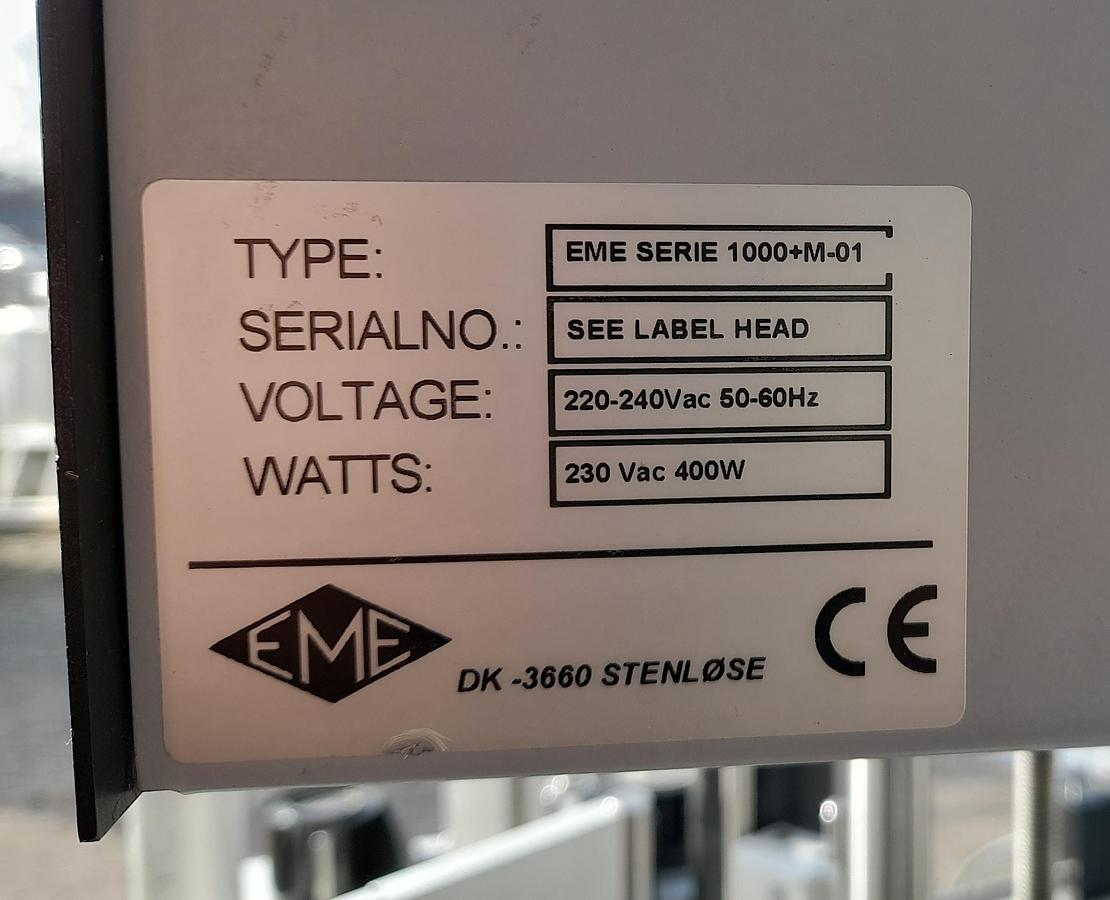 TYPE: EME SERIE 1000+M-01
SERIALNO.: SEE LABEL HEAD
VOLTAGE: 220-240Vac 50-60Hz
WATTS: 230 Vac 400W
EME DK -3660 STENLØSE CE